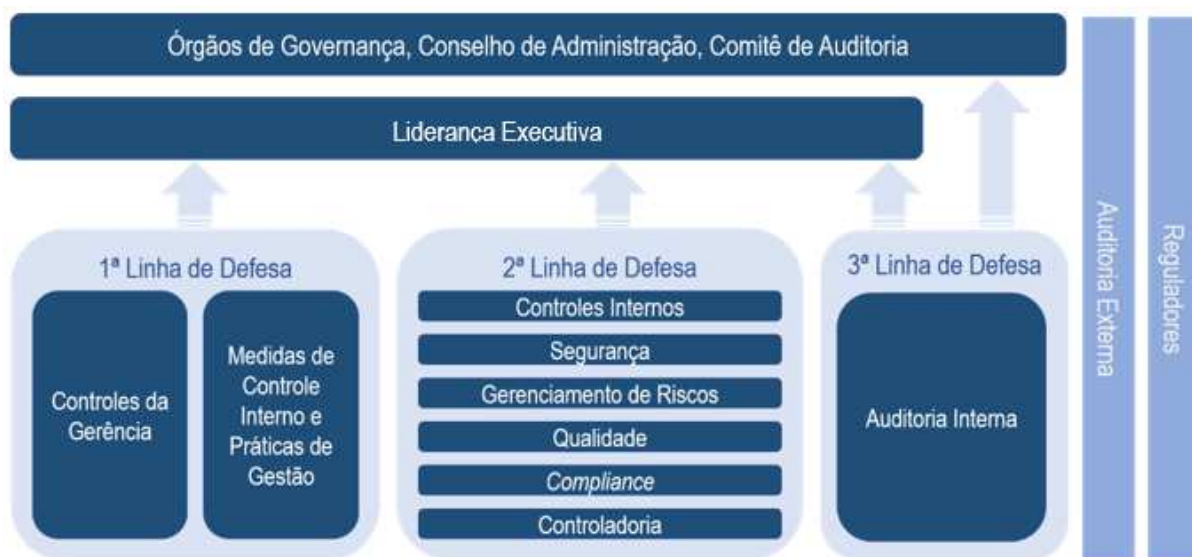 Órgãos de Governança, Conselho de Administração, Comitê de Auditoria
Liderança Executiva
1ª Linha de Defesa
Controles da
Gerência
Medidas de
Controle
Interno e
Práticas de
Gestão
2ª Linha de Defesa
Controles Internos
Segurança
Gerenciamento de Riscos
Qualidade
Compliance
Controladoria
3ª Linha de Defesa
Auditoria Interna
Auditoria Externa
Reguladores